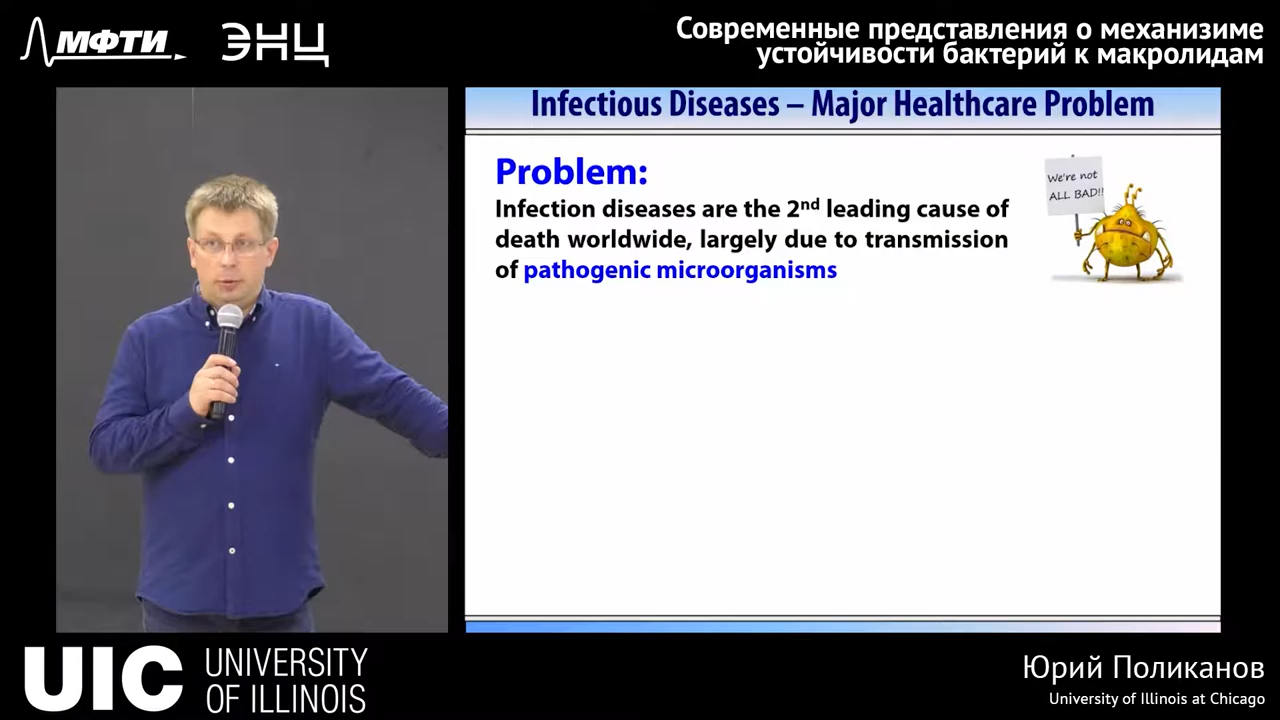 МФТИ
ЭНЦ
Современные представления о механизиме
устойчивости бактерий к макролидам
Infectious Diseases – Major Healthcare Problem
Problem:
Infection diseases are the 2nd leading cause of
death worldwide, largely due to transmission
of pathogenic microorganisms
We're not
ALL BAD!!
UIC
UNIVERSITY
OF ILLINOIS
Юрий Поликанов
University of Illinois at Chicago